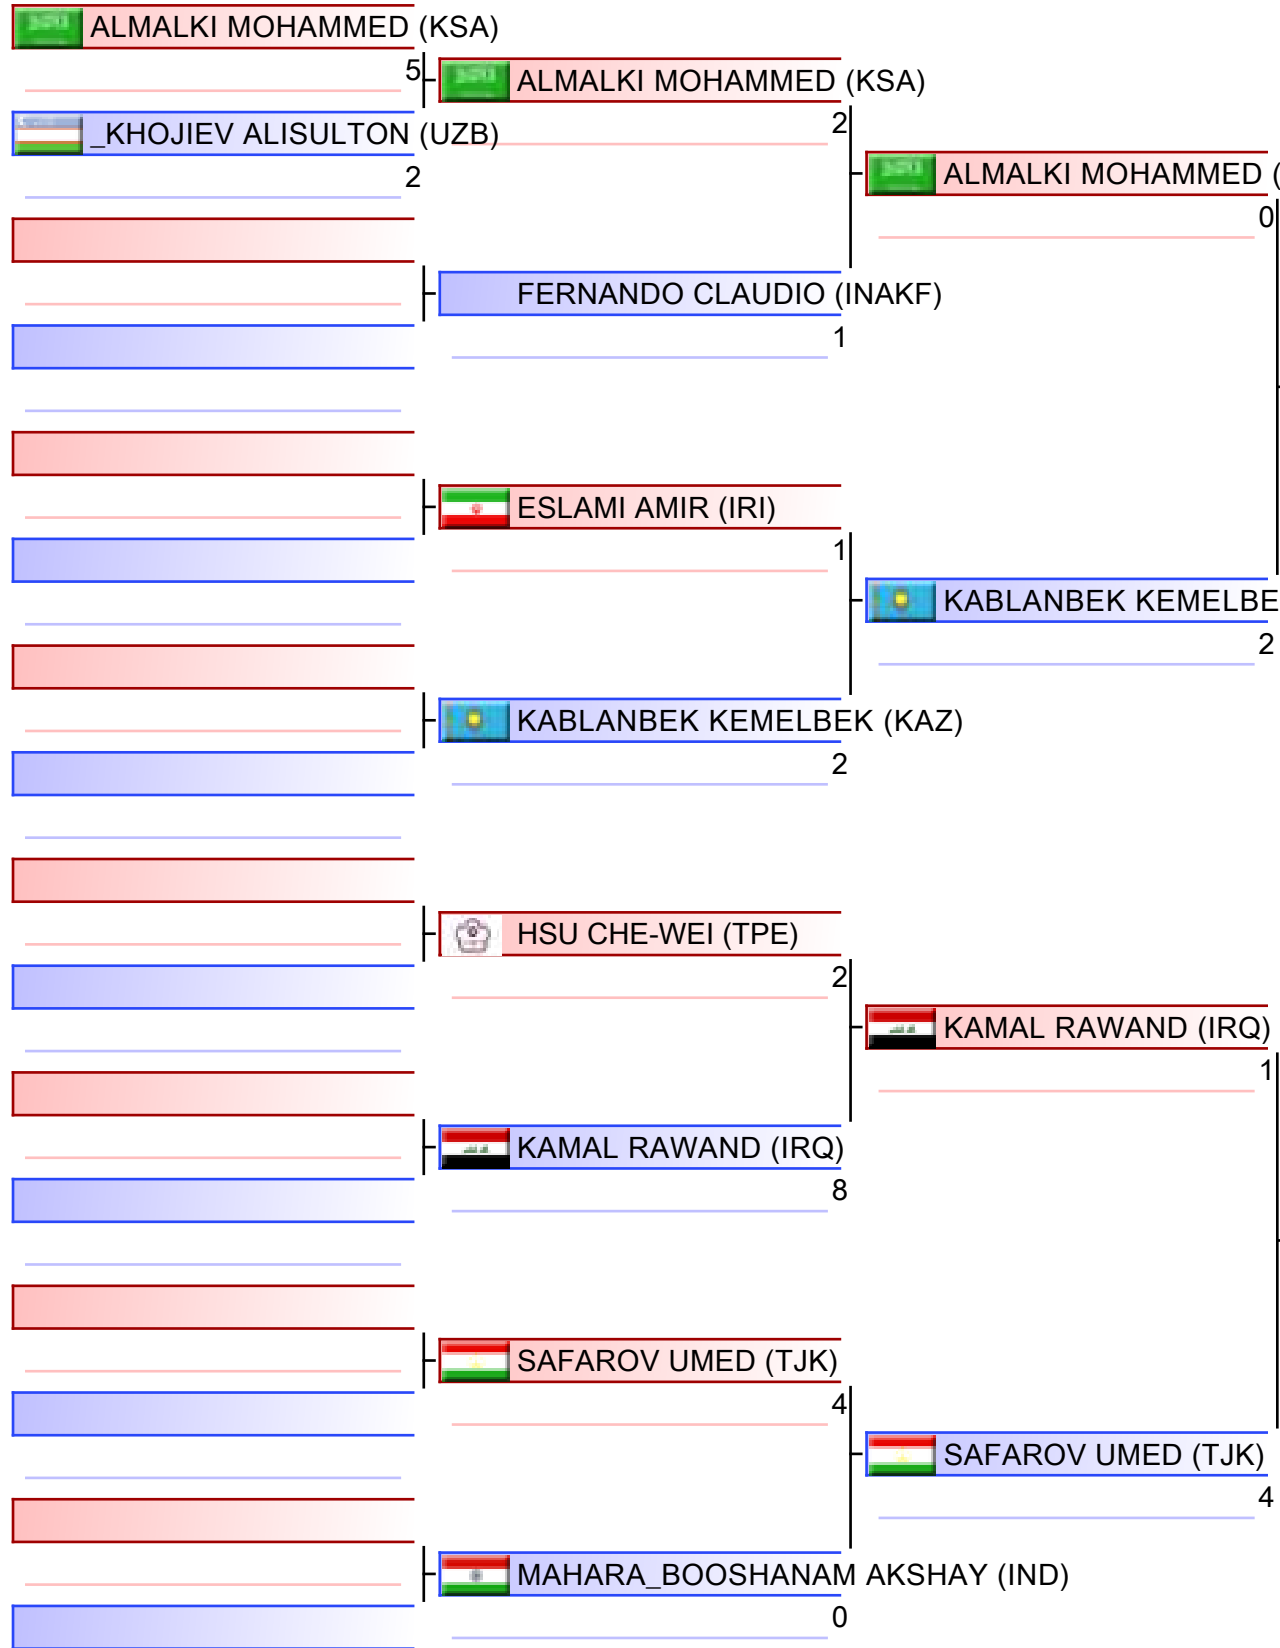 ALMALKI MOHAMMED (KSA)
5
_KHOJIEV ALISULTON (UZB)
2
ALMALKI MOHAMMED (KSA)
2
FERNANDO CLAUDIO (INAKF)
1
ESLAMI AMIR (IRI)
1
KABLANBEK KEMELBEK (KAZ)
2
HSU CHE-WEI (TPE)
2
KAMAL RAWAND (IRQ)
8
SAFAROV UMED (TJK)
4
MAHARA_BOOSHANAM AKSHAY (IND)
0
ALMALKI MOHAMMED (
0
KABLANBEK KEMELBE
2
KAMAL RAWAND (IRQ)
1
SAFAROV UMED (TJK)
4